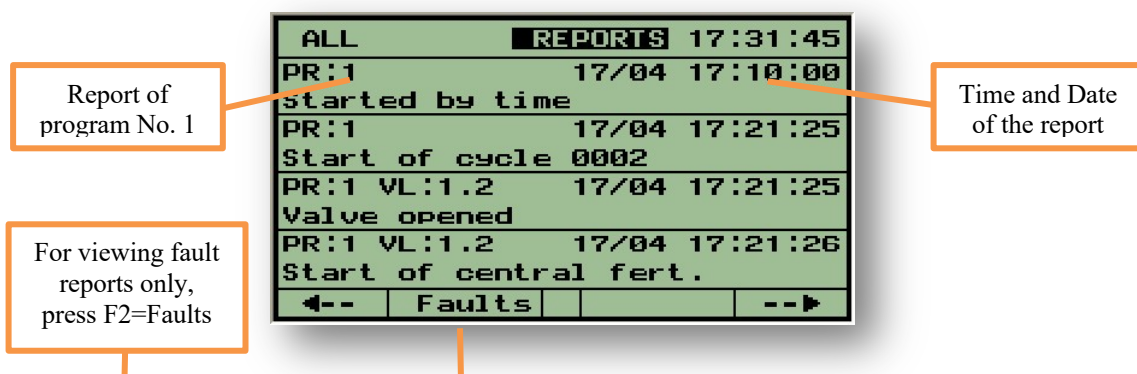 ALL REPORTS 17:31:45
PR:1 17/04 17:10:00
Started by time
PR:1 17/04 17:21:25
Start of cycle 0002
PR:1 VL:1.2 17/04 17:21:25
Valve opened
PR:1 VL:1.2 17/04 17:21:26
Start of central fert.
◄-- Faults --►
Report of
program No. 1
Time and Date
of the report
For viewing fault
reports only,
press F2=Faults